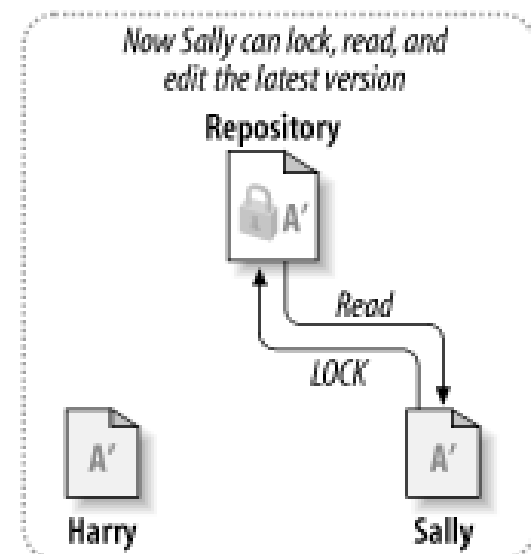 Now Sally can lock, read, and
edit the latest version
Repository
A′
Read
LOCK
A′
A′
Harry
Sally